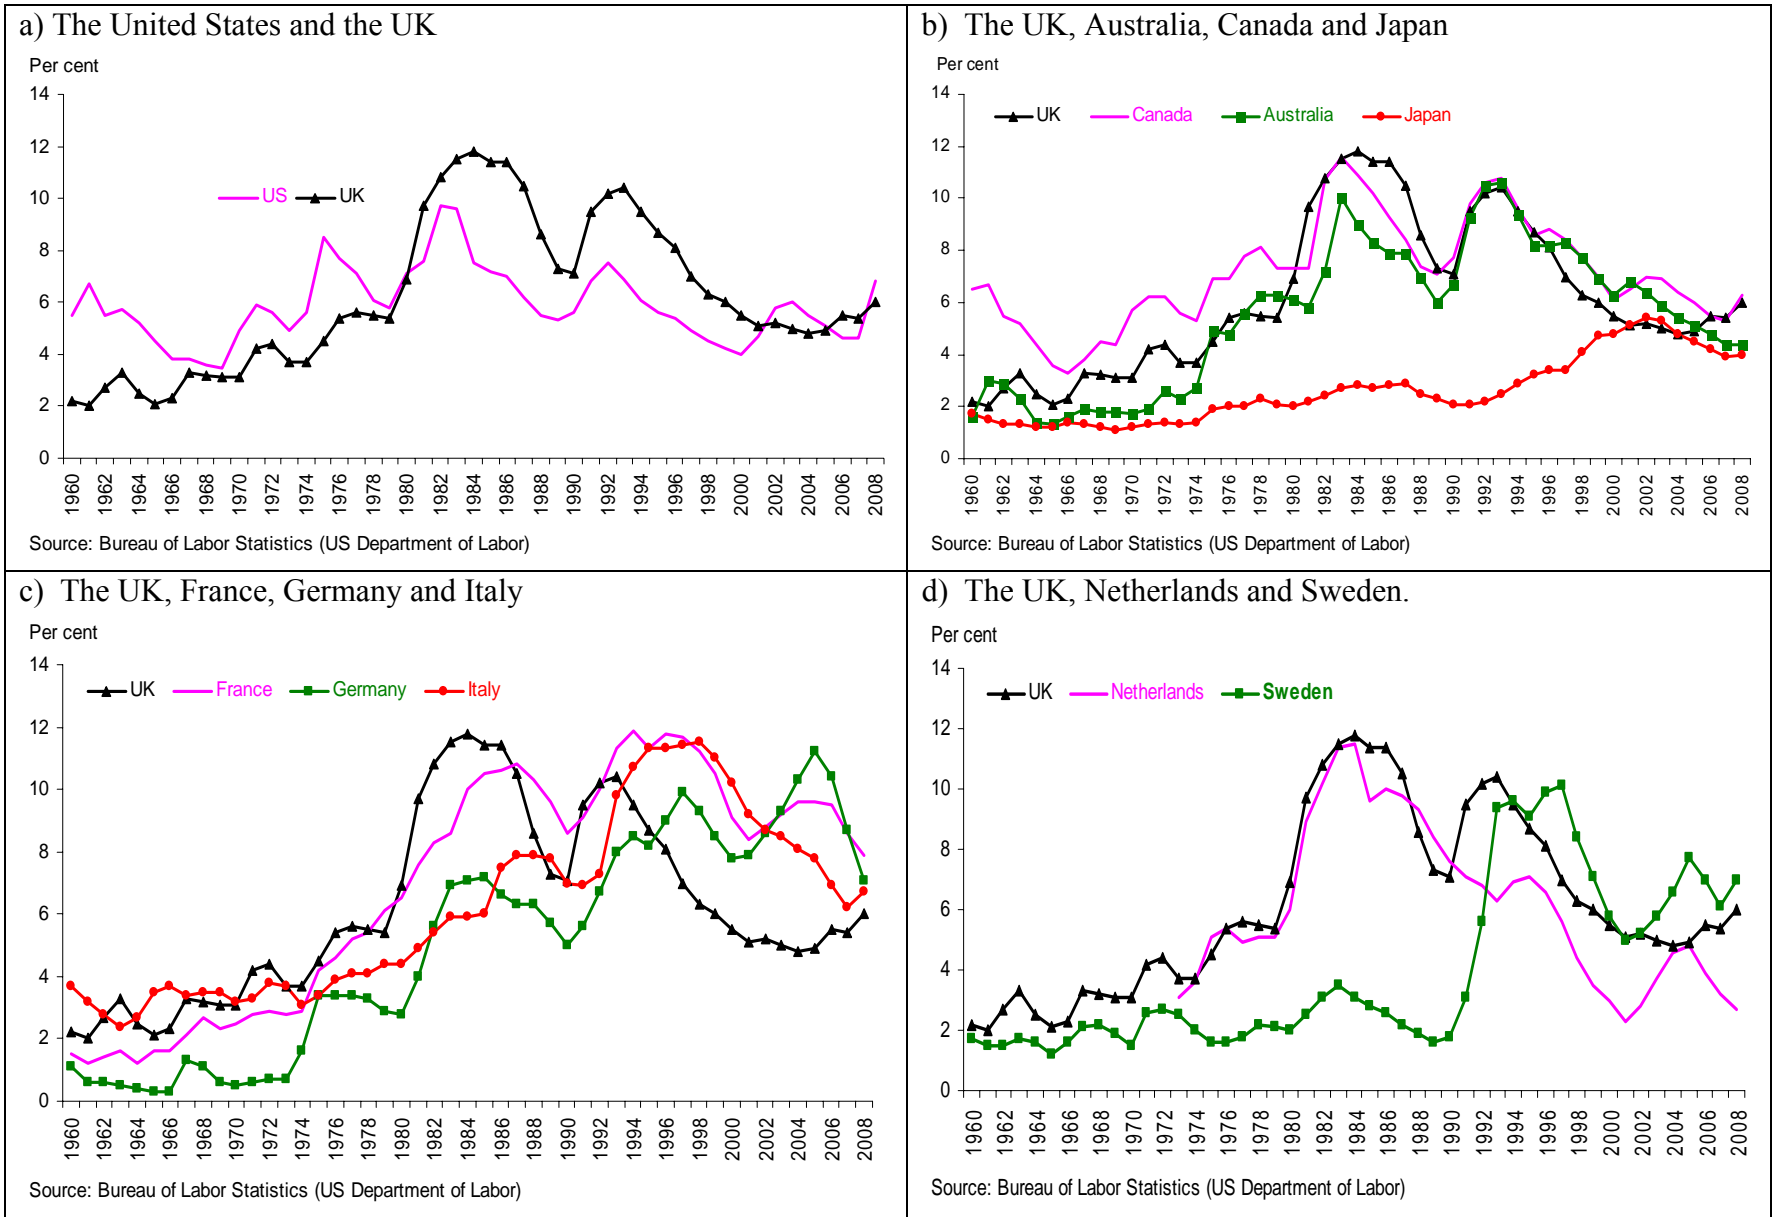 a) The United States and the UK
Per cent
14
12
10
8
6
4
2
0
US UK
1960 1962 1964 1966 1968 1970 1972 1974 1976 1978 1980 1982 1984 1986 1988 1990 1992 1994 1996 1998 2000 2002 2004 2006 2008
Source: Bureau of Labor Statistics (US Department of Labor)
b) The UK, Australia, Canada and Japan
Per cent
14
12
10
8
6
4
2
0
UK Canada Australia Japan
1960 1962 1964 1966 1968 1970 1972 1974 1976 1978 1980 1982 1984 1986 1988 1990 1992 1994 1996 1998 2000 2002 2004 2006 2008
Source: Bureau of Labor Statistics (US Department of Labor)
c) The UK, France, Germany and Italy
Per cent
14
12
10
8
6
4
2
0
UK France Germany Italy
1960 1962 1964 1966 1968 1970 1972 1974 1976 1978 1980 1982 1984 1986 1988 1990 1992 1994 1996 1998 2000 2002 2004 2006 2008
Source: Bureau of Labor Statistics (US Department of Labor)
d) The UK, Netherlands and Sweden.
Per cent
14
12
10
8
6
4
2
0
UK Netherlands Sweden
1960 1962 1964 1966 1968 1970 1972 1974 1976 1978 1980 1982 1984 1986 1988 1990 1992 1994 1996 1998 2000 2002 2004 2006 2008
Source: Bureau of Labor Statistics (US Department of Labor)